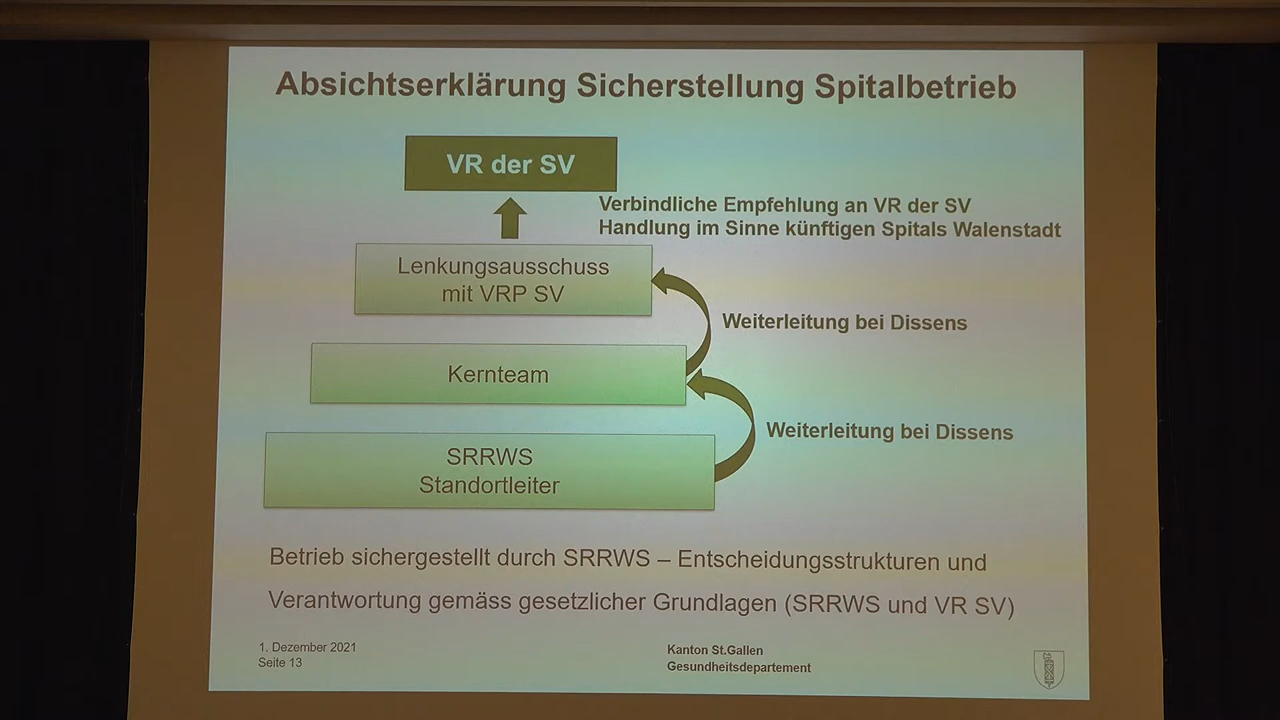 Absichtserklärung Sicherstellung Spitalbetrieb
VR der SV
Verbindliche Empfehlung an VR der SV
Handlung im Sinne künftigen Spitals Walenstadt
Lenkungsausschuss
mit VRP SV
Weiterleitung bei Dissens
Kernteam
Weiterleitung bei Dissens
SRRWS
Standortleiter
Betrieb sichergestellt durch SRRWS – Entscheidungsstrukturen und
Verantwortung gemäss gesetzlicher Grundlagen (SRRWS und VR SV)
1. Dezember 2021
Seite 13
Kanton St.Gallen
Gesundheitsdepartement